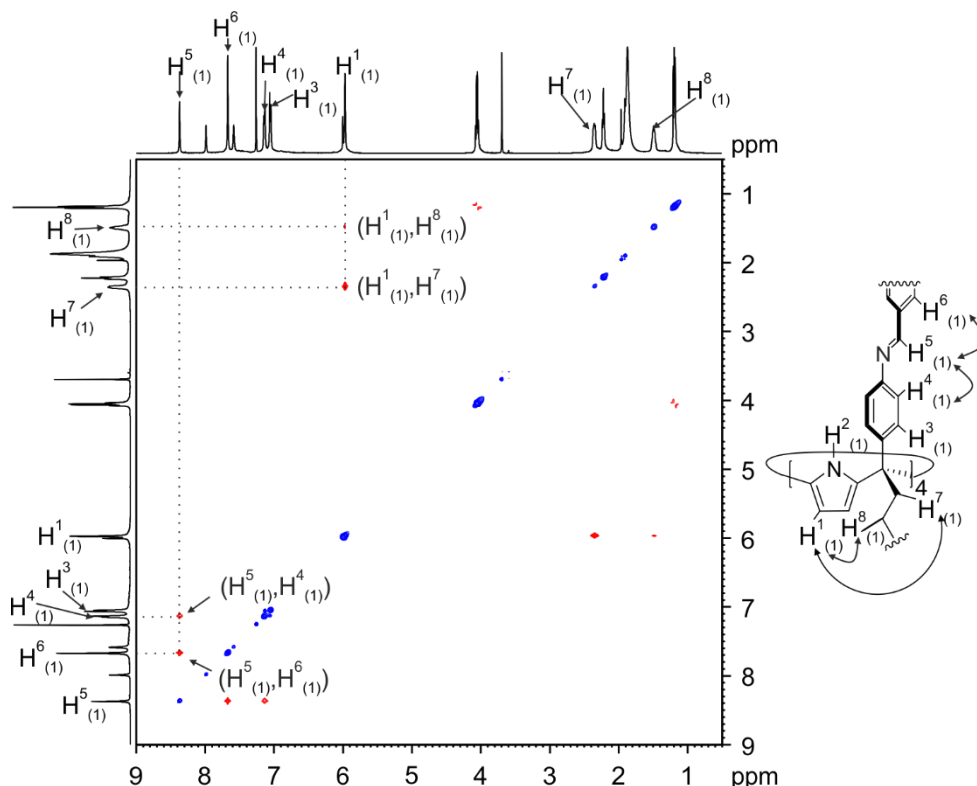 H⁶₍₁₎
H⁵₍₁₎
H⁴₍₁₎
H³₍₁₎
H¹₍₁₎
H⁷₍₁₎
H⁸₍₁₎
ppm
H⁸₍₁₎
H⁷₍₁₎
H¹₍₁₎
H³₍₁₎
H⁴₍₁₎
H⁶₍₁₎
H⁵₍₁₎
(H¹₍₁₎,H⁸₍₁₎)
(H¹₍₁₎,H⁷₍₁₎)
(H⁵₍₁₎,H⁴₍₁₎)
(H⁵₍₁₎,H⁶₍₁₎)
1
2
3
4
5
6
7
8
9
9 8 7 6 5 4 3 2 1 ppm
H⁶₍₁₎
H⁵₍₁₎
N
H⁴₍₁₎
H³₍₁₎
H²₍₁₎
N
4
H⁷₍₁₎
H¹₍₁₎
H⁸₍₁₎